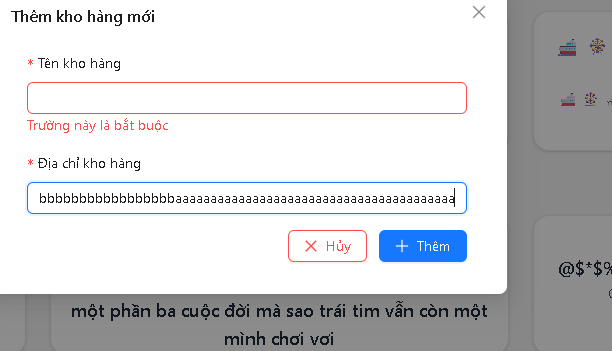 Thêm kho hàng mới
* Tên kho hàng
Trường này là bắt buộc
* Địa chỉ kho hàng
bbbbbbbbbbbbbbbbbaaaaaaaaaaaaaaaaaaaaaaaaaaaaaaaaaaaaaaaa
Hủy
Thêm
@$*$%
một phần ba cuộc đời mà sao trái tim vẫn còn một
mình chơi vơi